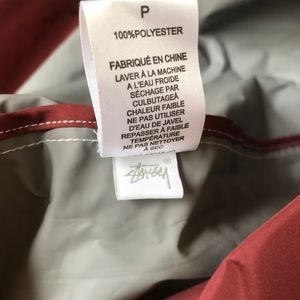 P
100%POLYESTER
FABRIQUÉ EN CHINE
LAVER À LA MACHINE
A L'EAU FROIDE
SÉCHAGE PAR
CULBUTAGEÀ
CHALEUR FAIBLE
NE PAS UTILISER
D'EAU DE JAVEL
REPASSER À FAIBLE
TEMPÉRATURE
NE PAS NETTOYER
À SEC
Stüssy